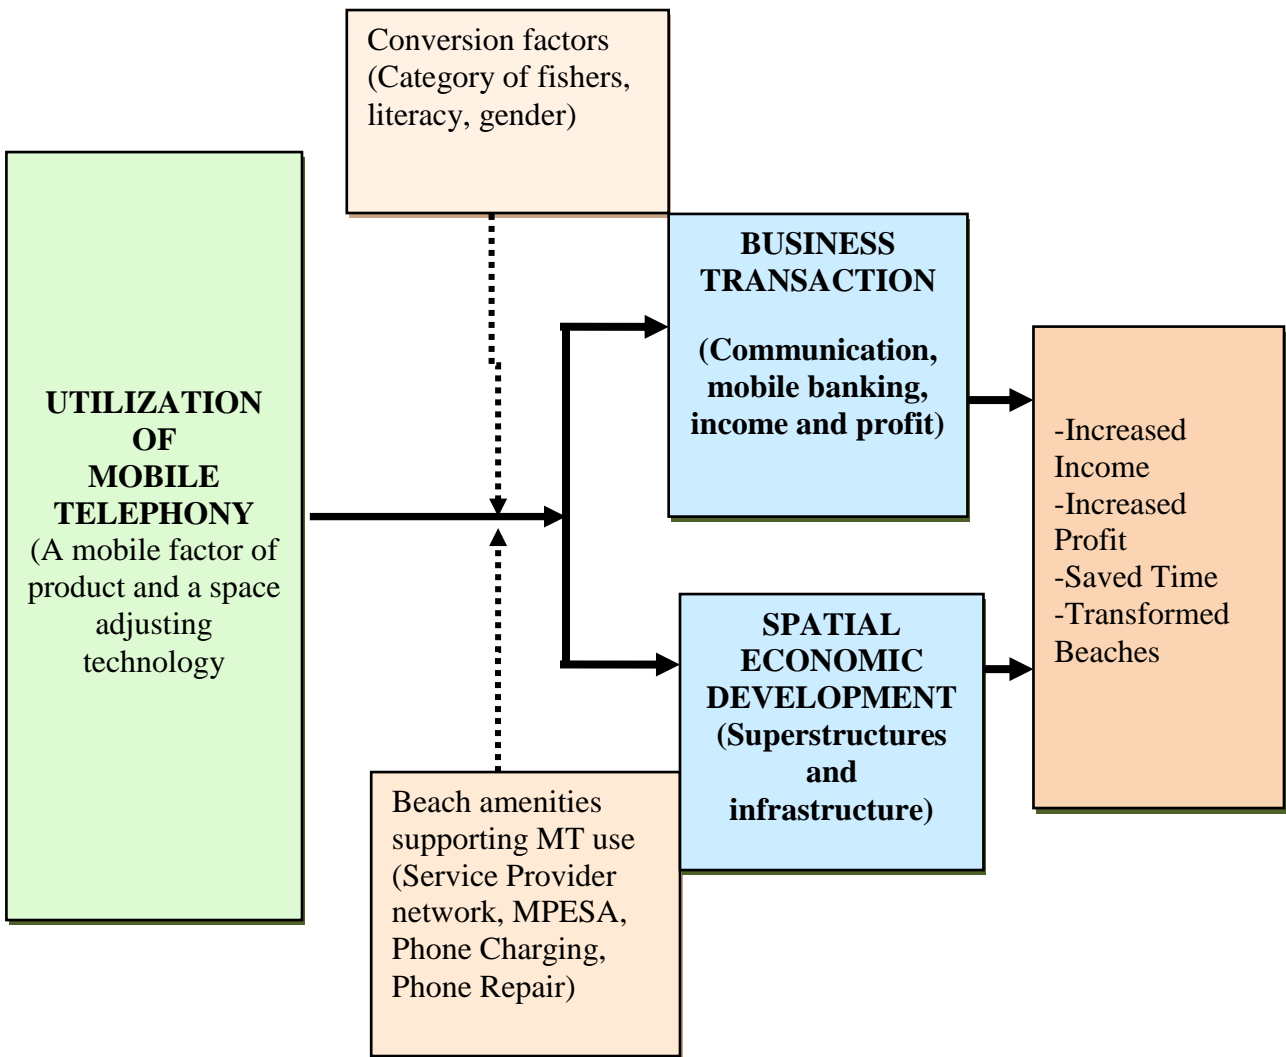 Conversion factors
(Category of fishers,
literacy, gender)
UTILIZATION
OF
MOBILE
TELEPHONY
(A mobile factor of
product and a space
adjusting
technology
BUSINESS
TRANSACTION
(Communication,
mobile banking,
income and profit)
SPATIAL
ECONOMIC
DEVELOPMENT
(Superstructures
and
infrastructure)
Beach amenities
supporting MT use
(Service Provider
network, MPESA,
Phone Charging,
Phone Repair)
-Increased
Income
-Increased
Profit
-Saved Time
-Transformed
Beaches